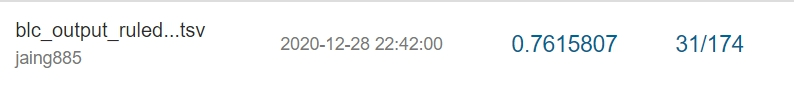 blc_output_ruled...tsv
jaing885
2020-12-28 22:42:00
0.7615807
31/174